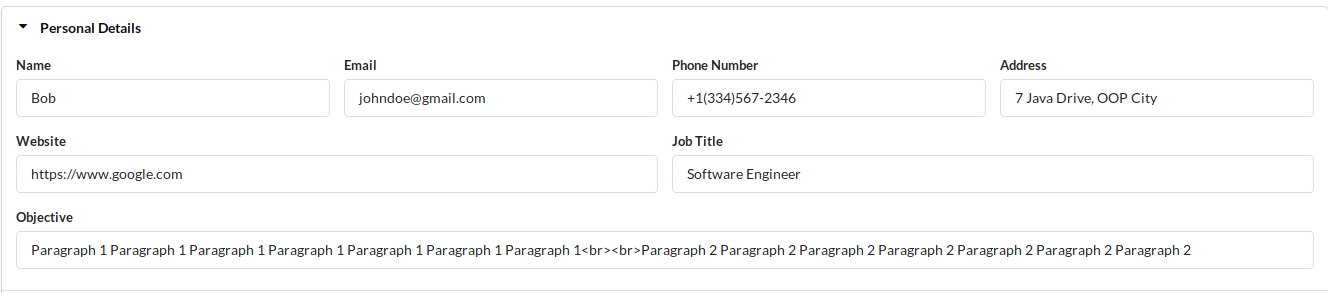 Personal Details
Name Email Phone Number Address
Bob johndoe@gmail.com +1(334)567-2346 7 Java Drive, OOP City
Website Job Title
https://www.google.com Software Engineer
Objective
Paragraph 1 Paragraph 1 Paragraph 1 Paragraph 1 Paragraph 1 Paragraph 1 Paragraph 1<br><br>Paragraph 2 Paragraph 2 Paragraph 2 Paragraph 2 Paragraph 2 Paragraph 2 Paragraph 2